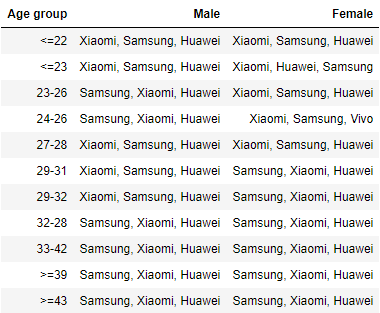 Age group Male Female
<=22 Xiaomi, Samsung, Huawei Xiaomi, Samsung, Huawei
<=23 Xiaomi, Samsung, Huawei Xiaomi, Huawei, Samsung
23-26 Samsung, Xiaomi, Huawei Xiaomi, Samsung, Huawei
24-26 Samsung, Xiaomi, Huawei Xiaomi, Samsung, Vivo
27-28 Xiaomi, Samsung, Huawei Xiaomi, Samsung, Huawei
29-31 Xiaomi, Samsung, Huawei Samsung, Xiaomi, Huawei
29-32 Xiaomi, Samsung, Huawei Samsung, Xiaomi, Huawei
32-28 Samsung, Xiaomi, Huawei Samsung, Xiaomi, Huawei
33-42 Samsung, Xiaomi, Huawei Samsung, Xiaomi, Huawei
>=39 Samsung, Xiaomi, Huawei Samsung, Xiaomi, Huawei
>=43 Samsung, Xiaomi, Huawei Samsung, Xiaomi, Huawei